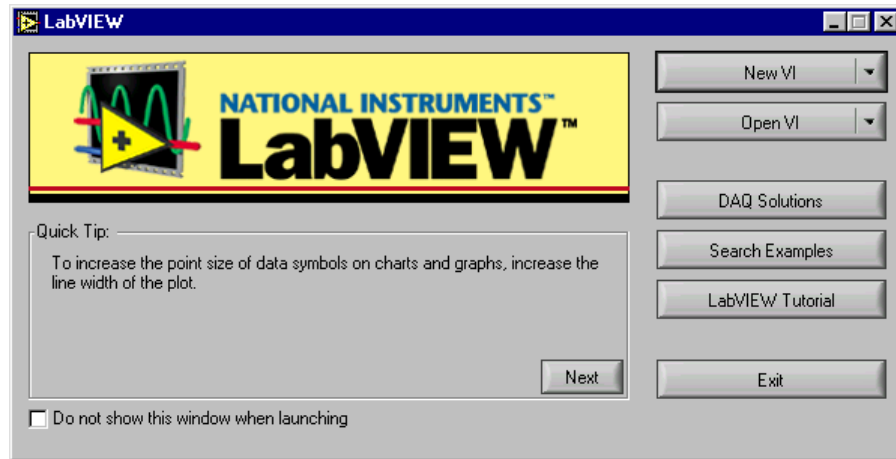 LabVIEW
NATIONAL INSTRUMENTS™
LabVIEW™
New VI
Open VI
DAQ Solutions
Search Examples
LabVIEW Tutorial
Exit
Quick Tip:
To increase the point size of data symbols on charts and graphs, increase the
line width of the plot.
Next
Do not show this window when launching